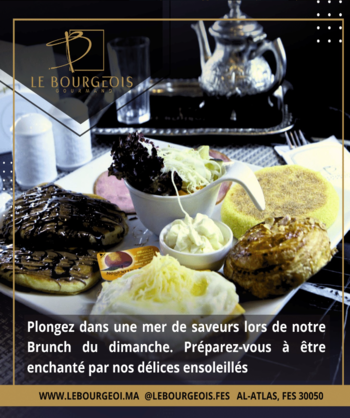 B
LE BOURGEOIS
GOURMANDI
Plongez dans une mer de saveurs lors de notre
Brunch du dimanche. Préparez-vous à être
enchanté par nos délices ensoleillés
WWW.LEBOURGEOI.MA @LEBOURGEOIS.FES AL-ATLAS, FES 30050